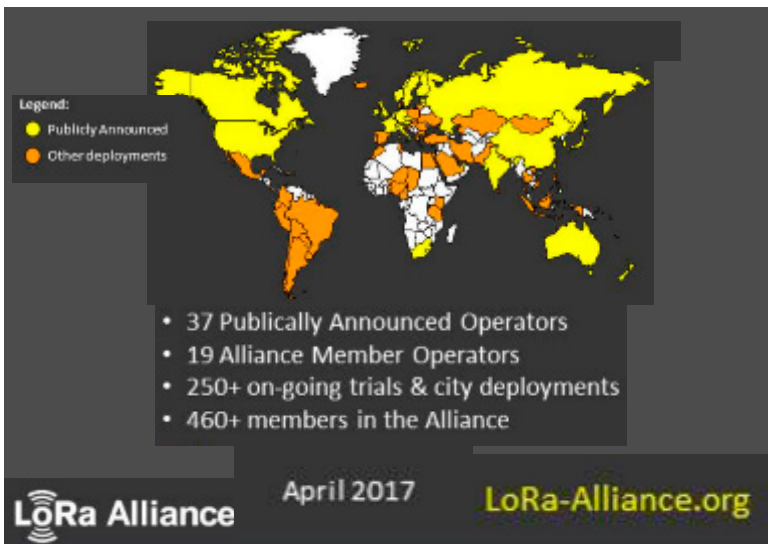 Legend:
Publicly Announced
Other deployments
• 37 Publically Announced Operators
• 19 Alliance Member Operators
• 250+ on-going trials & city deployments
• 460+ members in the Alliance
LoRa Alliance
April 2017
LoRa-Alliance.org